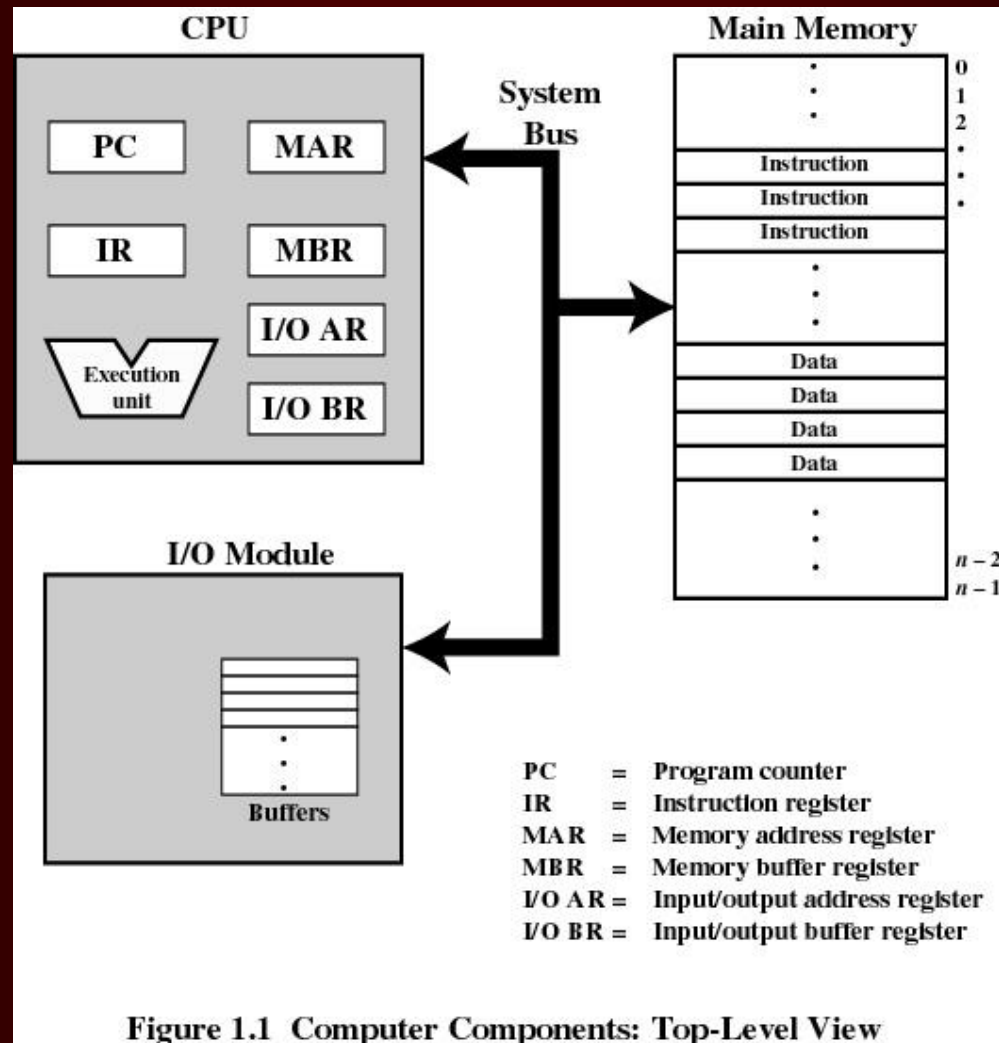 CPU
PC
MAR
IR
MBR
I/O AR
I/O BR
Execution
unit
System
Bus
Main Memory
0
1
2
Instruction
Instruction
Instruction
Data
Data
Data
Data
n – 2
n – 1
I/O Module
Buffers
PC = Program counter
IR = Instruction register
MAR = Memory address register
MBR = Memory buffer register
I/O AR = Input/output address register
I/O BR = Input/output buffer register
Figure 1.1 Computer Components: Top-Level View